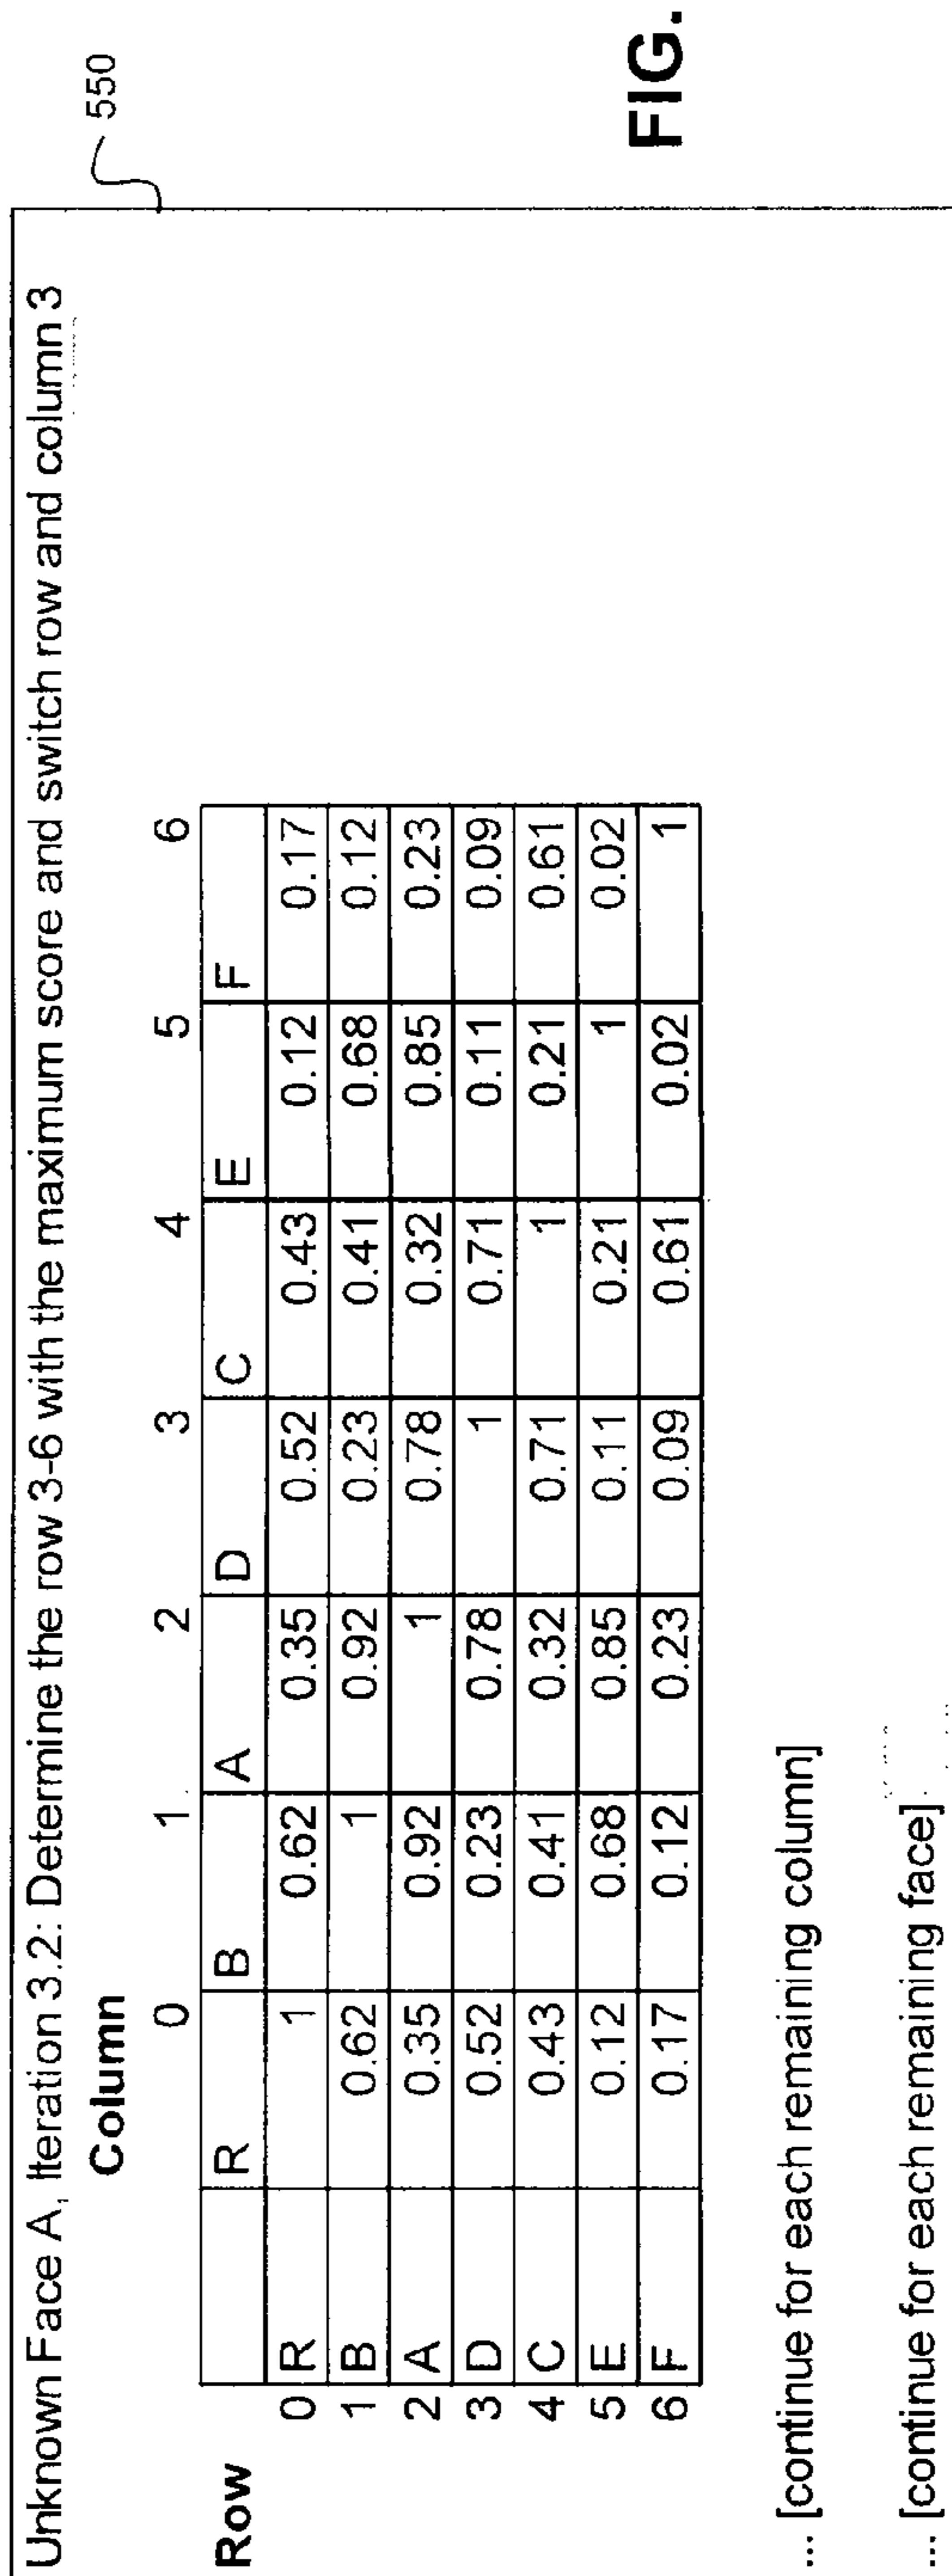 550
Unknown Face A, Iteration 3.2: Determine the row 3-6 with the maximum score and switch row and column 3
Column
0 1 2 3 4 5 6
Row R B A D C E F
0 R 1 0.62 0.35 0.52 0.43 0.12 0.17
1 B 0.62 1 0.92 0.23 0.41 0.68 0.12
2 A 0.35 0.92 1 0.78 0.32 0.85 0.23
3 D 0.52 0.23 0.78 1 0.71 0.11 0.09
4 C 0.43 0.41 0.32 0.71 1 0.21 0.61
5 E 0.12 0.68 0.85 0.11 0.21 1 0.02
6 F 0.17 0.12 0.23 0.09 0.61 0.02 1
... [continue for each remaining column]
... [continue for each remaining face]
FIG.